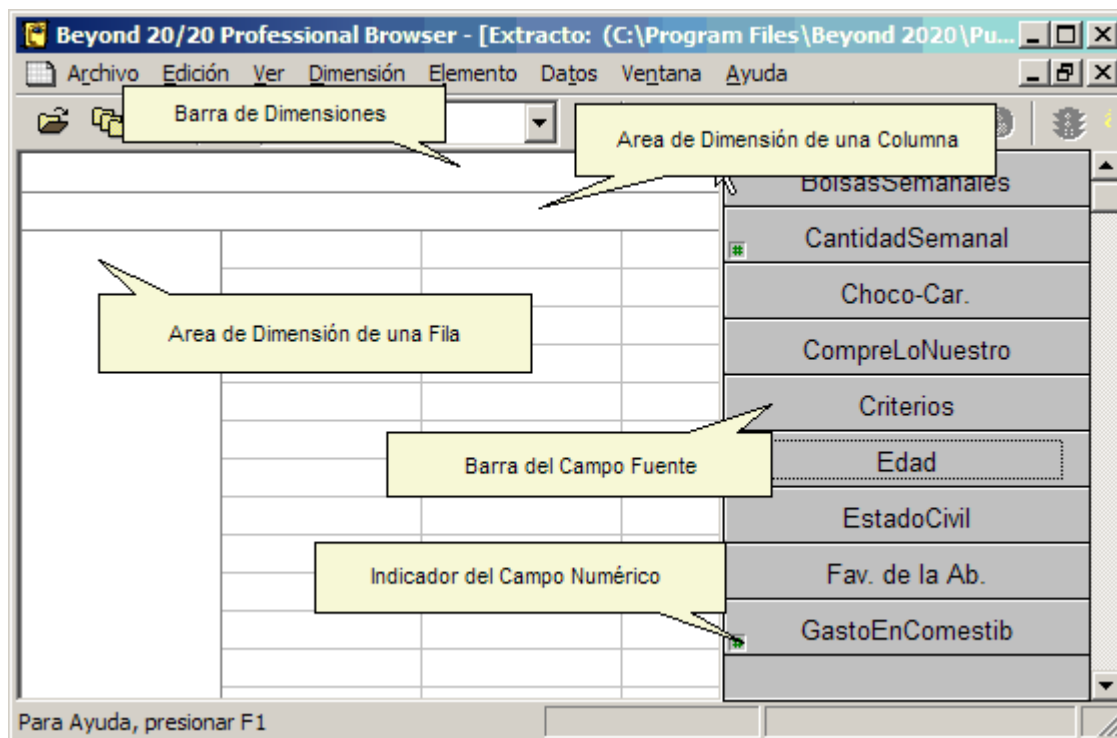 Beyond 20/20 Professional Browser - [Extracto: (C:\Program Files\Beyond 2020\Pu...
Archivo Edición Ver Dimensión Elemento Datos Ventana Ayuda
Barra de Dimensiones
Area de Dimensión de una Columna
BolsasSemanales
CantidadSemanal
Choco-Car.
Area de Dimensión de una Fila
CompreLoNuestro
Criterios
Barra del Campo Fuente
Edad
EstadoCivil
Indicador del Campo Numérico
Fav. de la Ab.
GastoEnComestib
Para Ayuda, presionar F1